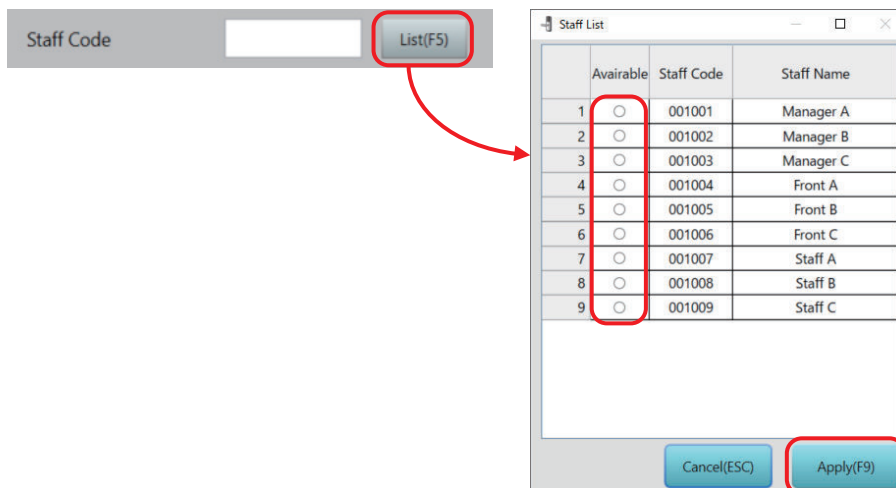 Staff Code
List(F5)
Staff List
Avairable Staff Code Staff Name
1 001001 Manager A
2 001002 Manager B
3 001003 Manager C
4 001004 Front A
5 001005 Front B
6 001006 Front C
7 001007 Staff A
8 001008 Staff B
9 001009 Staff C
Cancel(ESC) Apply(F9)